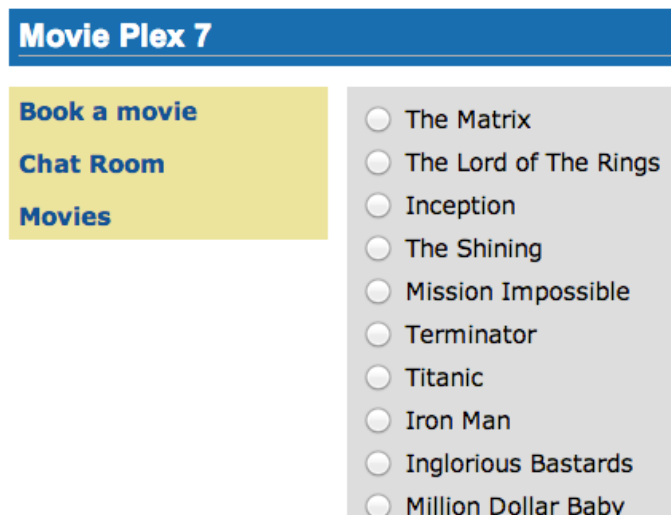 Movie Plex 7
Book a movie
Chat Room
Movies
The Matrix
The Lord of The Rings
Inception
The Shining
Mission Impossible
Terminator
Titanic
Iron Man
Inglorious Bastards
Million Dollar Baby